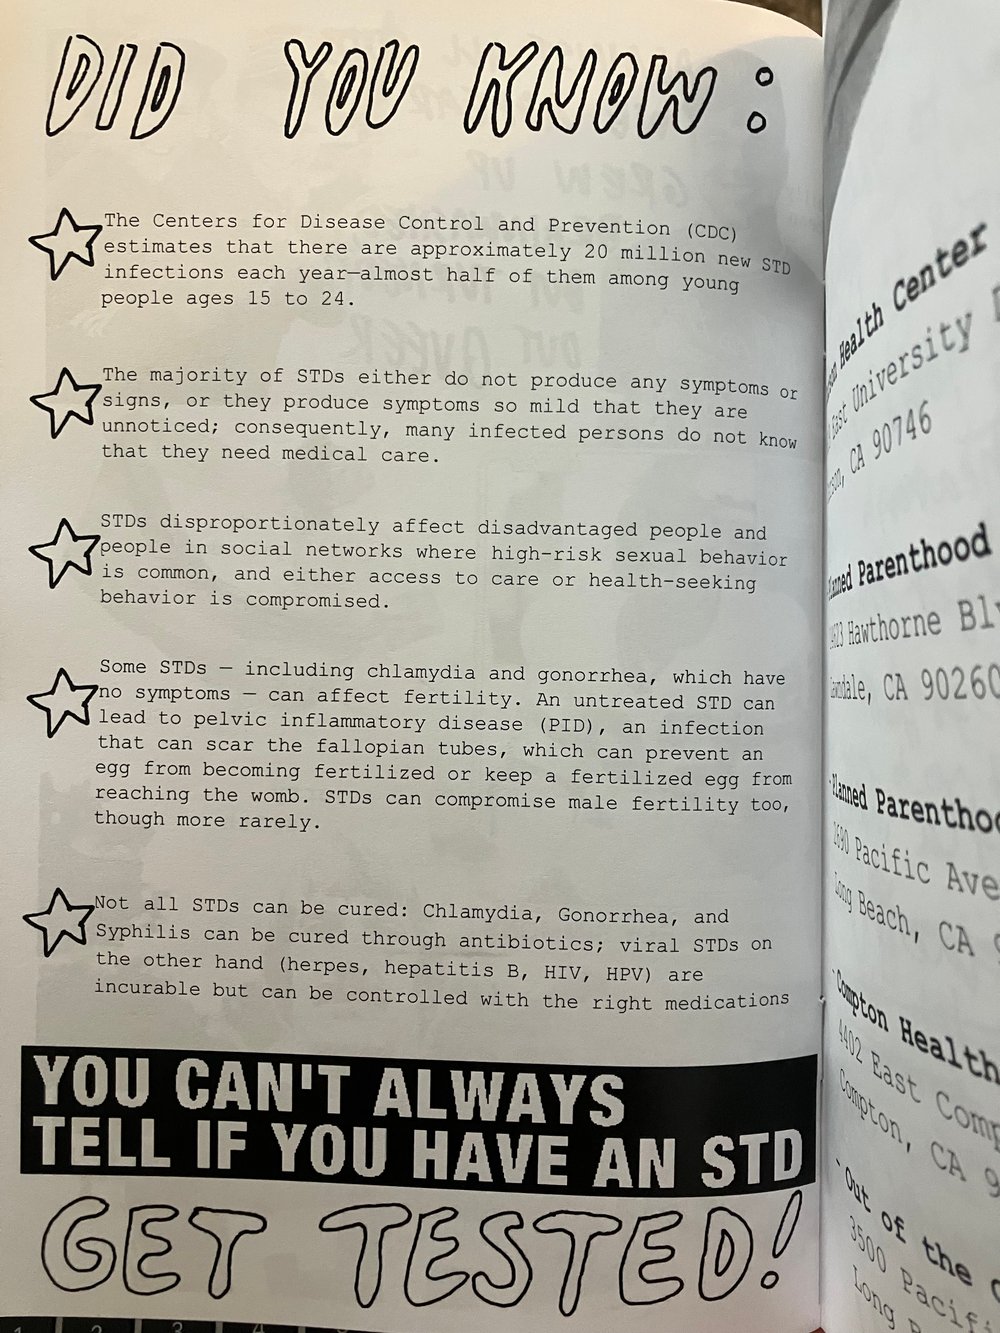 DID YOU KNOW:
The Centers for Disease Control and Prevention (CDC)
estimates that there are approximately 20 million new STD
infections each year—almost half of them among young
people ages 15 to 24.
The majority of STDs either do not produce any symptoms or
signs, or they produce symptoms so mild that they are
unnoticed; consequently, many infected persons do not know
that they need medical care.
STDs disproportionately affect disadvantaged people and
people in social networks where high-risk sexual behavior
is common, and either access to care or health-seeking
behavior is compromised.
Some STDs — including chlamydia and gonorrhea, which have
no symptoms — can affect fertility. An untreated STD can
lead to pelvic inflammatory disease (PID), an infection
that can scar the fallopian tubes, which can prevent an
egg from becoming fertilized or keep a fertilized egg from
reaching the womb. STDs can compromise male fertility too,
though more rarely.
Not all STDs can be cured: Chlamydia, Gonorrhea, and
Syphilis can be cured through antibiotics; viral STDs on
the other hand (herpes, hepatitis B, HIV, HPV) are
incurable but can be controlled with the right medications
YOU CAN'T ALWAYS
TELL IF YOU HAVE AN STD
GET TESTED!
Health Center
East University
CA 90746
Parenthood
Hawthorne
CA 90260
Planned
2690 Pacific Ave
Long Beach, CA
Compton Health
4402 East
Compton, CA
Out of the
3500
Long